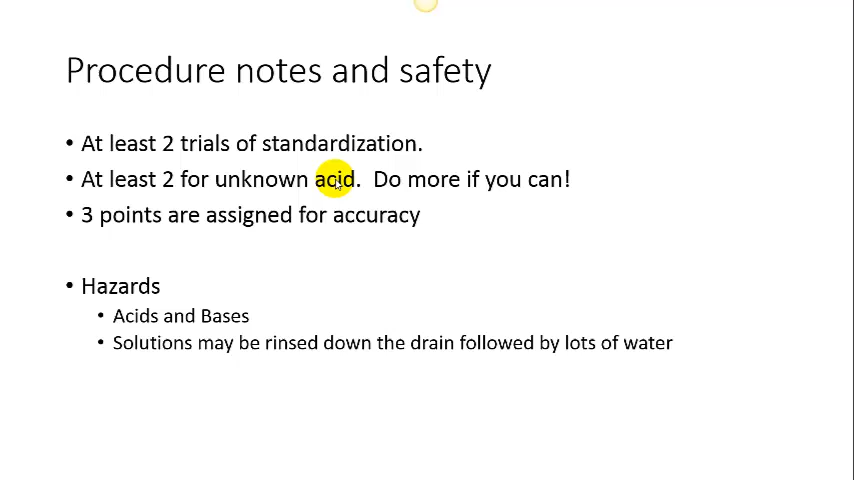 Procedure notes and safety
• At least 2 trials of standardization.
• At least 2 for unknown acid.  Do more if you can!
• 3 points are assigned for accuracy
• Hazards
• Acids and Bases
• Solutions may be rinsed down the drain followed by lots of water